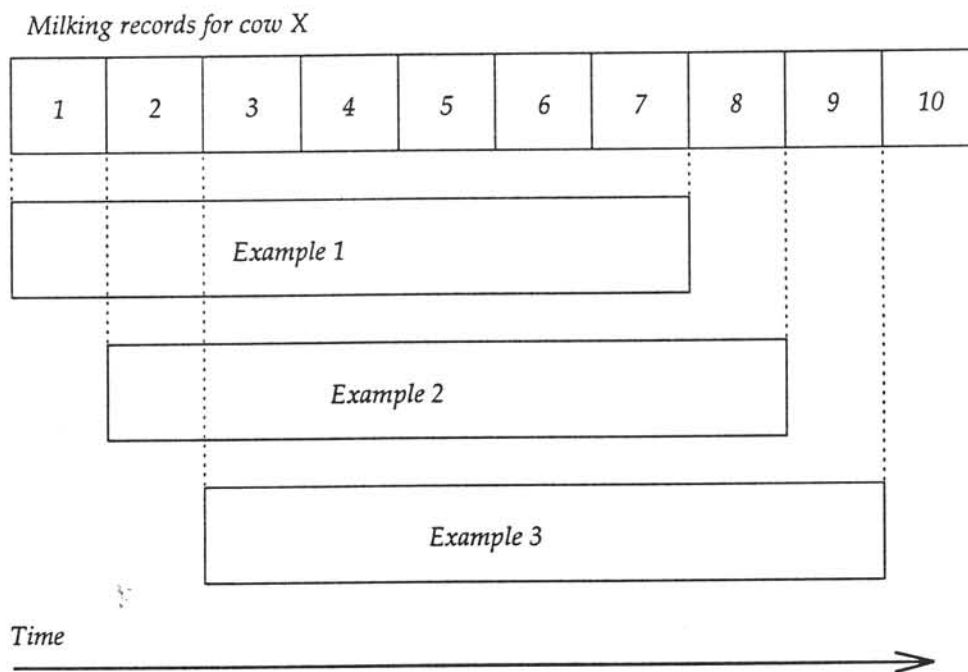 Milking records for cow X
1 2 3 4 5 6 7 8 9 10
Example 1
Example 2
Example 3
Time